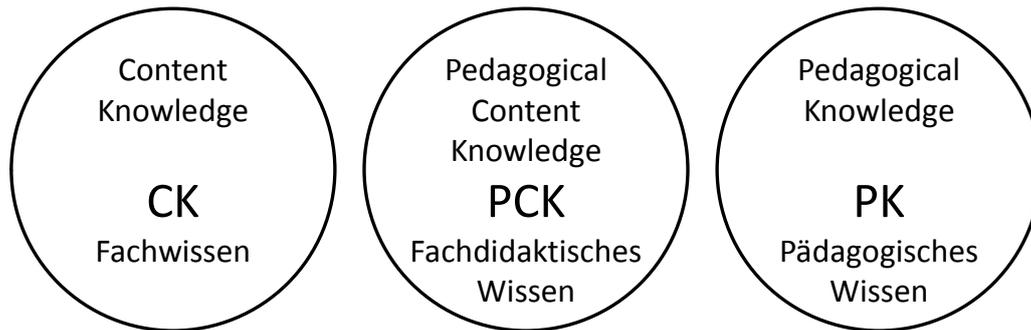 Content
Knowledge
CK
Fachwissen
Pedagogical
Content
Knowledge
PCK
Fachdidaktisches
Wissen
Pedagogical
Knowledge
PK
Pädagogisches
Wissen